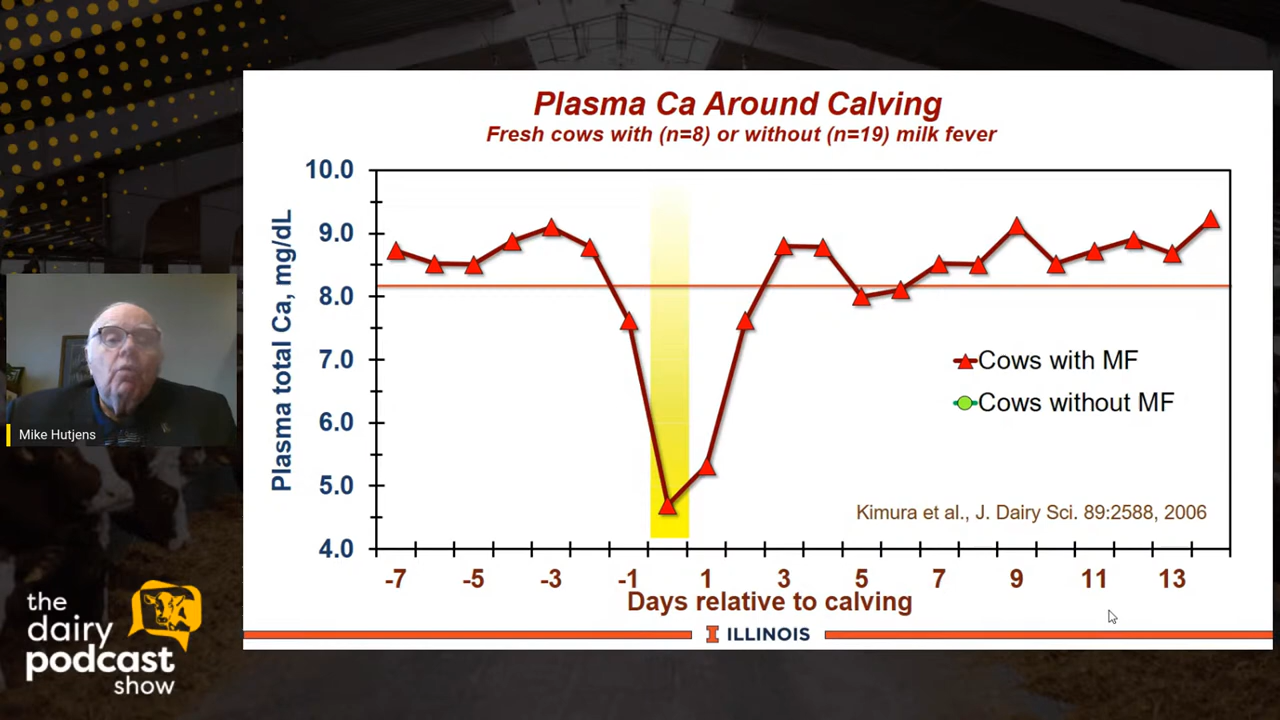 Plasma Ca Around Calving
Fresh cows with (n=8) or without (n=19) milk fever
10.0
9.0
8.0
7.0
6.0
5.0
4.0
Plasma total Ca, mg/dL
Cows with MF
Cows without MF
Kimura et al., J. Dairy Sci. 89:2588, 2006
-7 -5 -3 -1 1 3 5 7 9 11 13
Days relative to calving
I ILLINOIS
Mike Hutjens
the
dairy
podcast
show